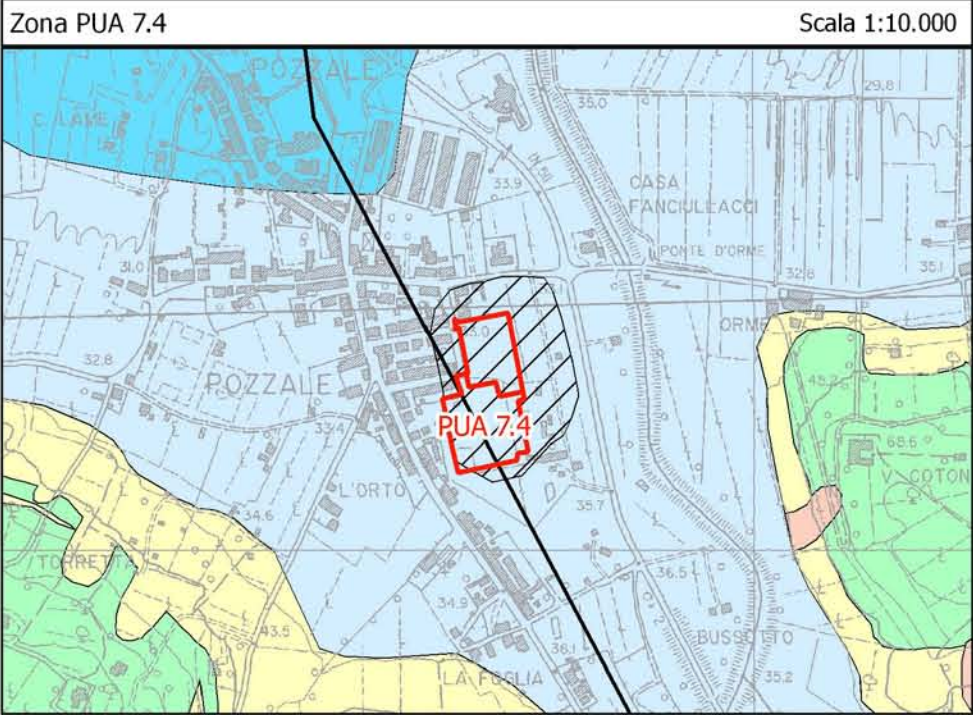 Zona PUA 7.4
Scala 1:10.000
POZZALE
29,8
C. LAME
35.0
33.9
CASA
FANCIULLACCI
PONTE D'ORME
31.0
32.8
35.1
ORME
32.8
POZZALE
45.2
33.4
PUA 7.4
68.6
V. COTON
L'ORTO
34.6
35.7
TORRETTA
36.5
34.9
43.5
BUSSOTTO
36.1
LA FOGLIA
35.2